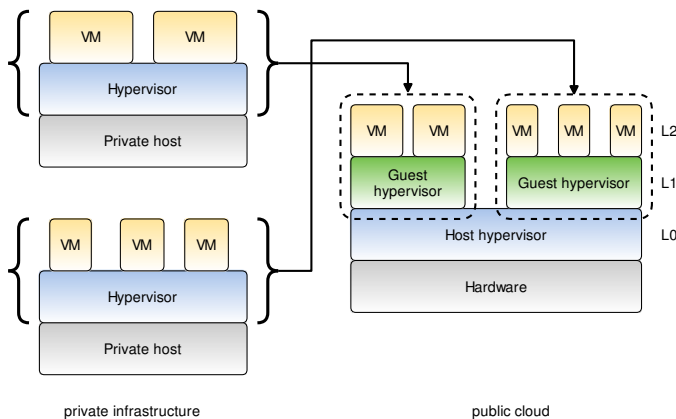 VM VM
Hypervisor
Private host
VM VM VM
Hypervisor
Private host
private infrastructure
VM VM VM VM VM L2
Guest
hypervisor
Guest hypervisor L1
Host hypervisor L0
Hardware
public cloud